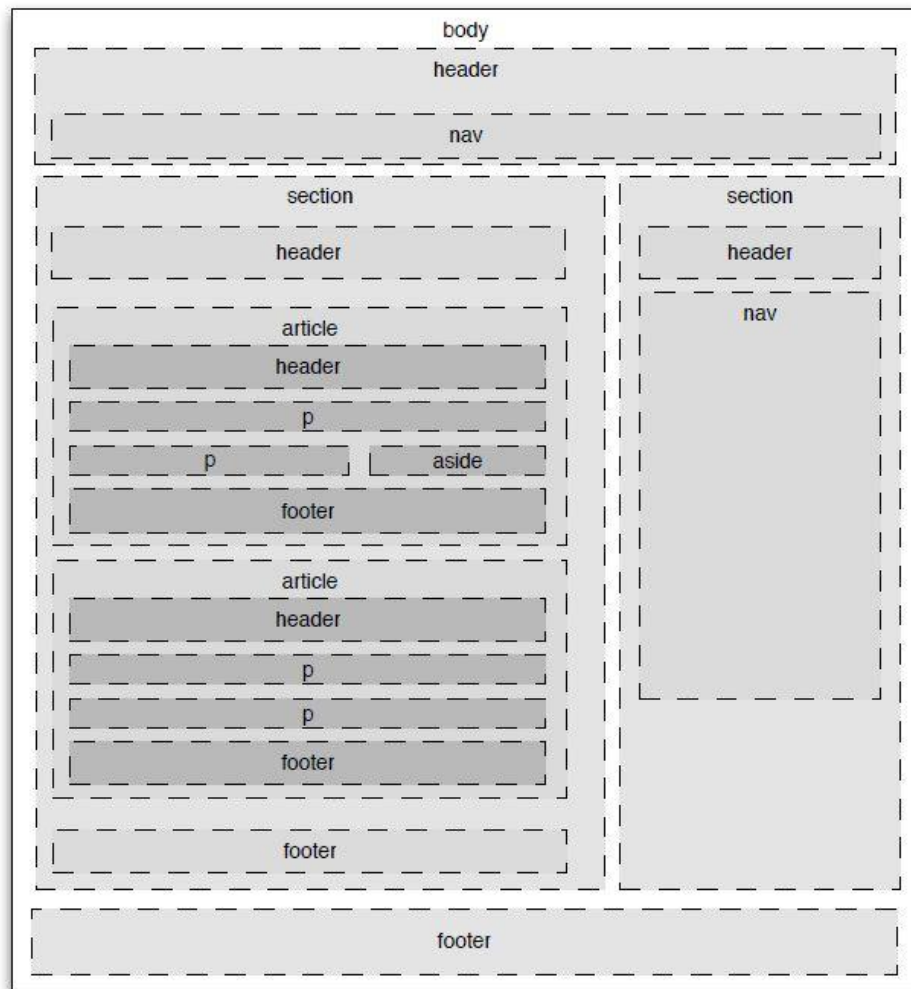 body
header
nav
section
header
article
header
p
p
aside
footer
article
header
p
p
footer
footer
section
header
nav
footer